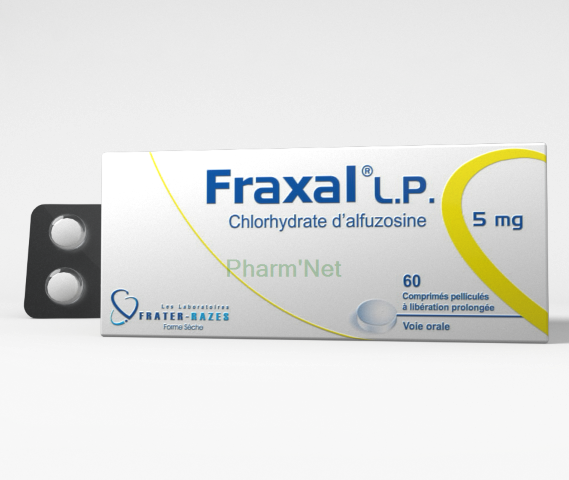 Fraxal® L.P.
Chlorhydrate d'alfuzosine
5 mg
Pharm'Net
60
Comprimés pelliculés
à libération prolongée
Voie orale
Les Laboratoires
FRATER-RAZES
Forme Sèche